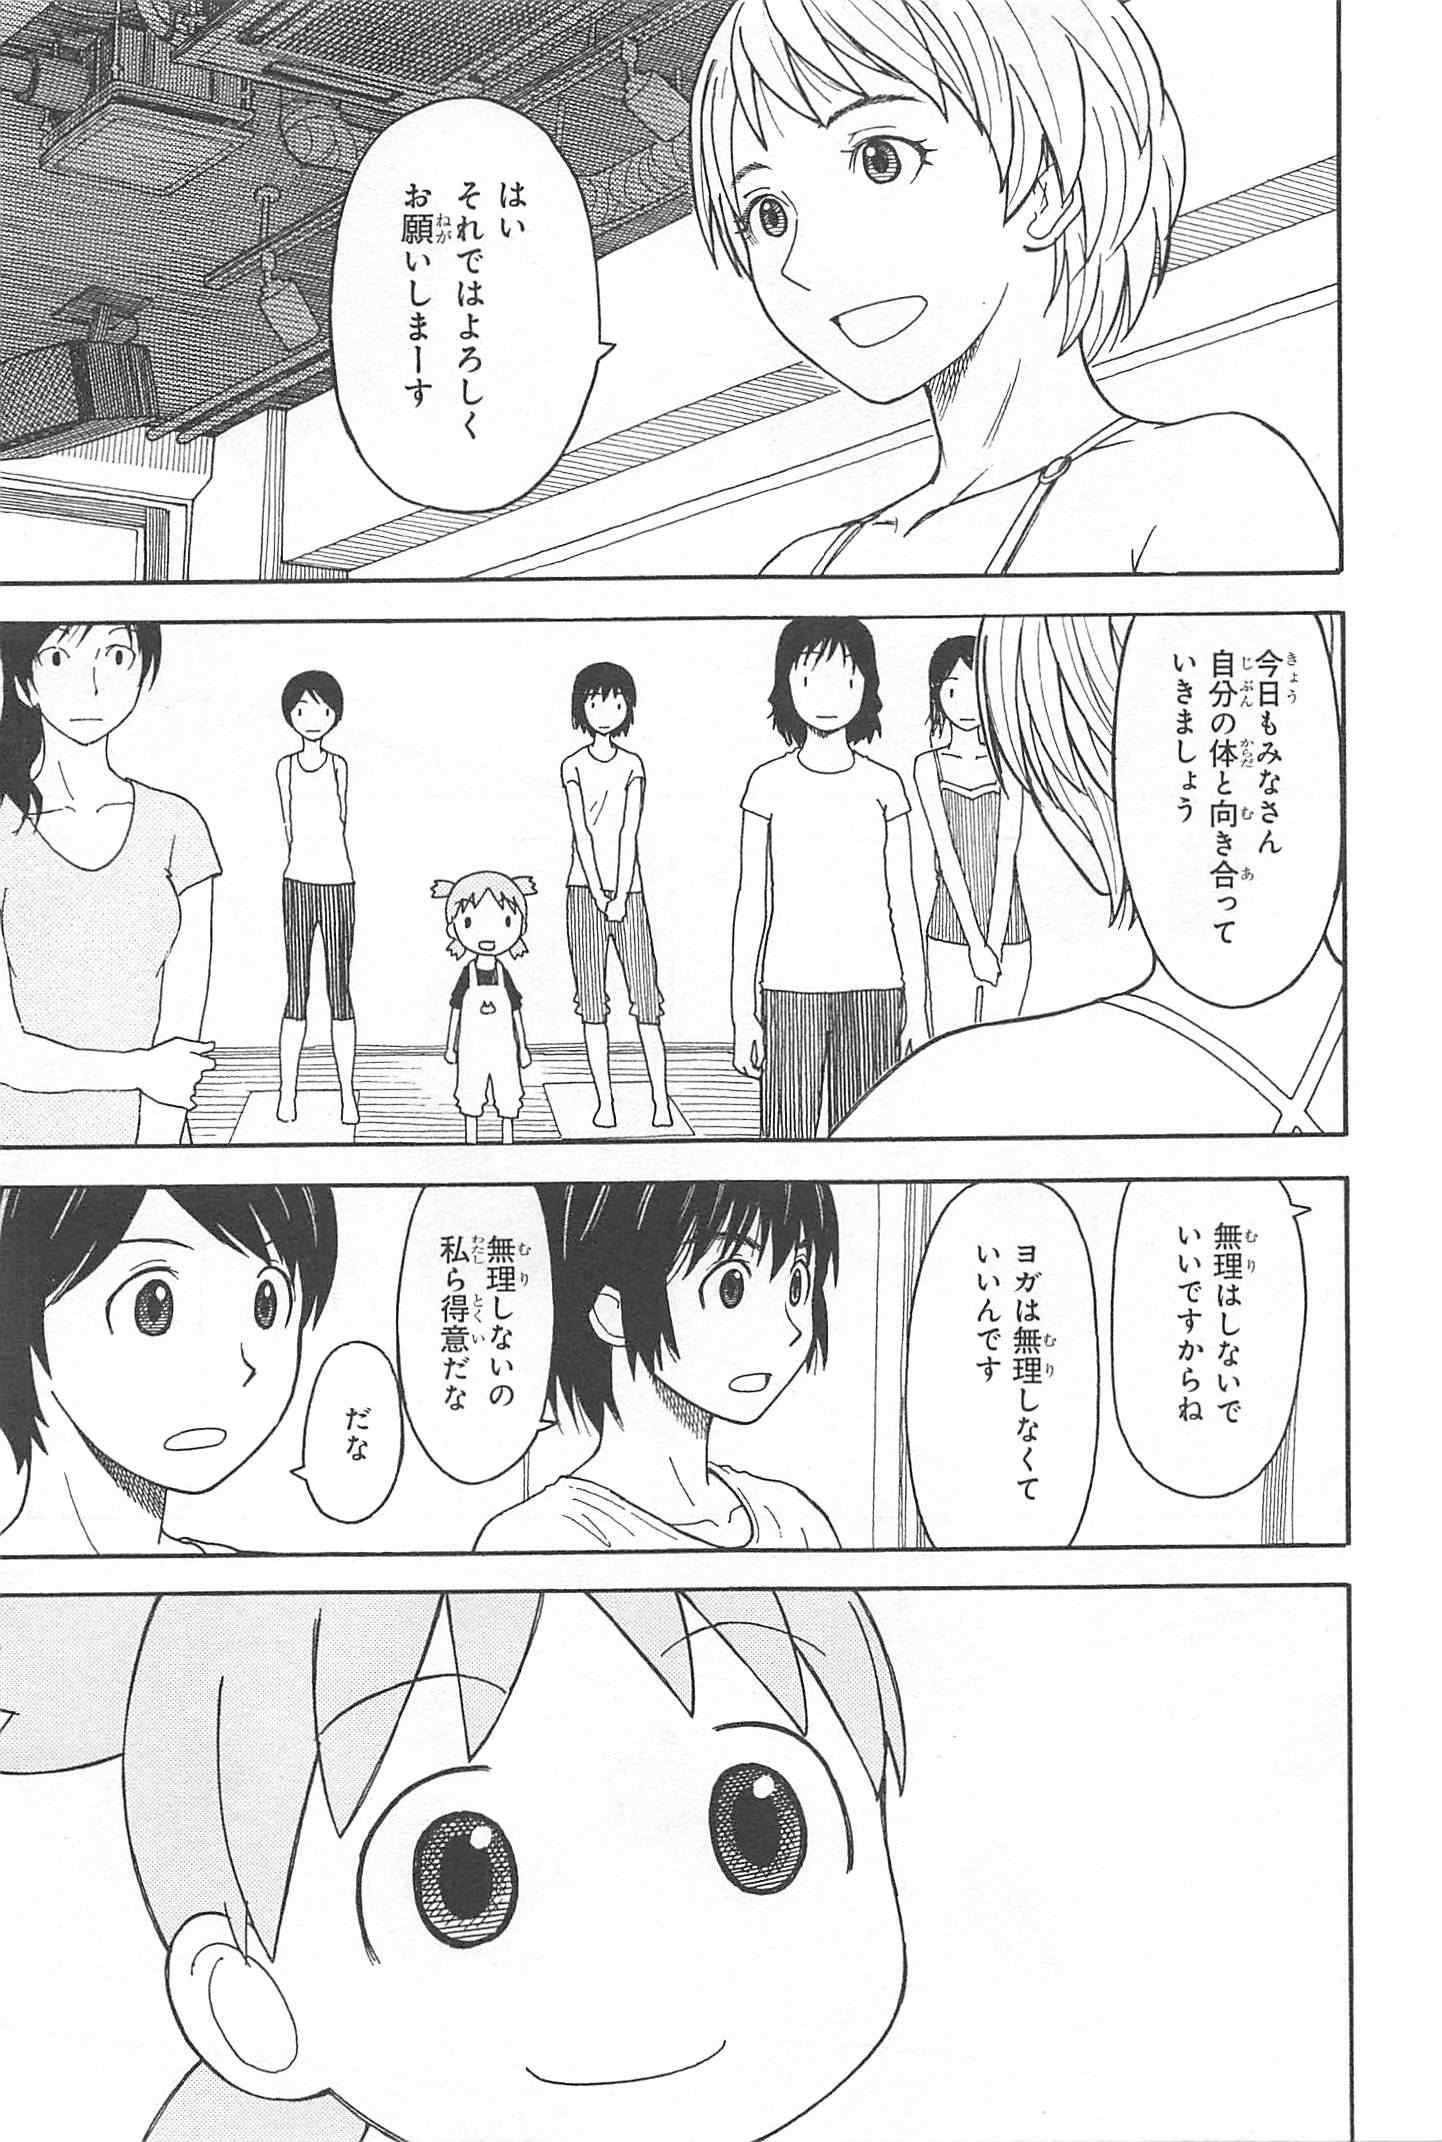 はい
それではよろしく
お願いしまーす
今日もみなさん
自分の体と向き合って
いきましょう
無理はしないで
いいですからね
ヨガは無理しなくて
いいんです
無理しないの
私ら得意だな
だな